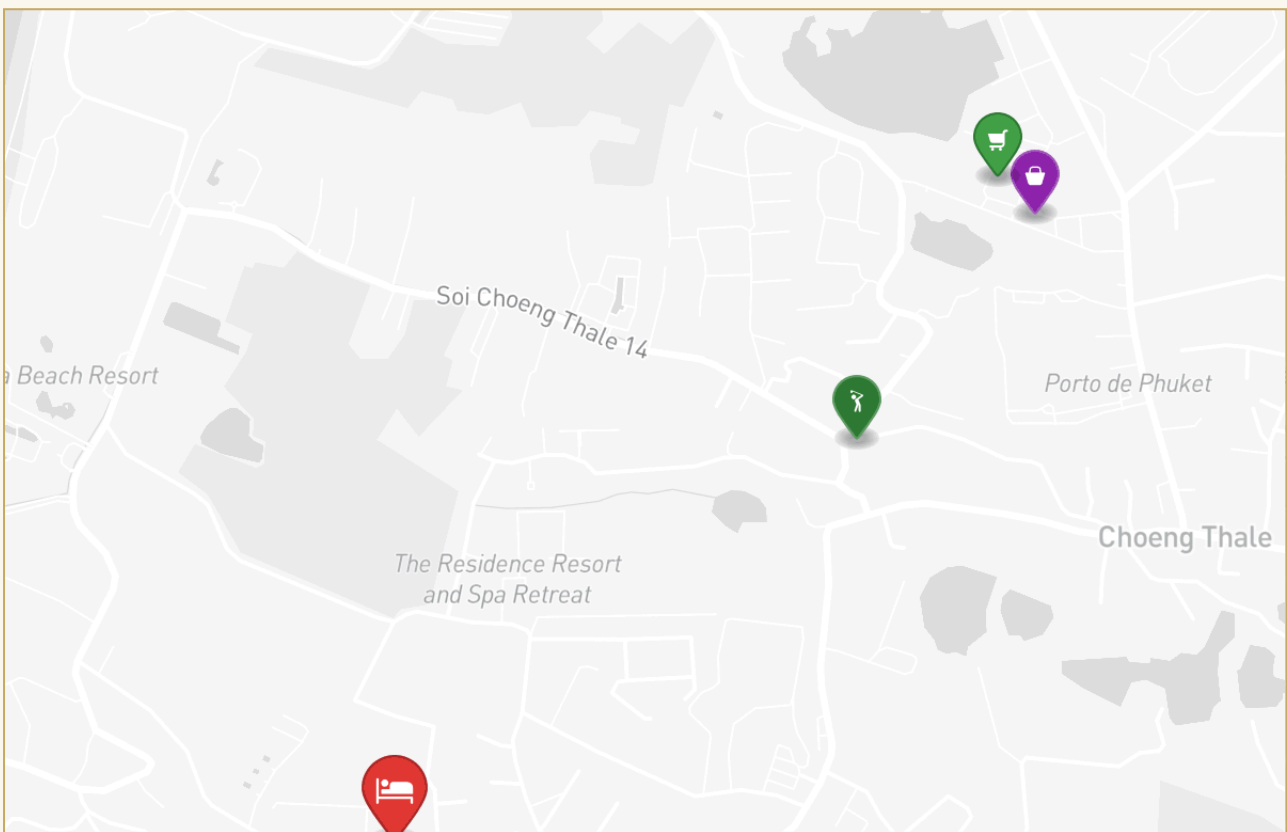 Soi Choeng Thale 14
a Beach Resort
Porto de Phuket
Choeng Thale
The Residence Resort
and Spa Retreat